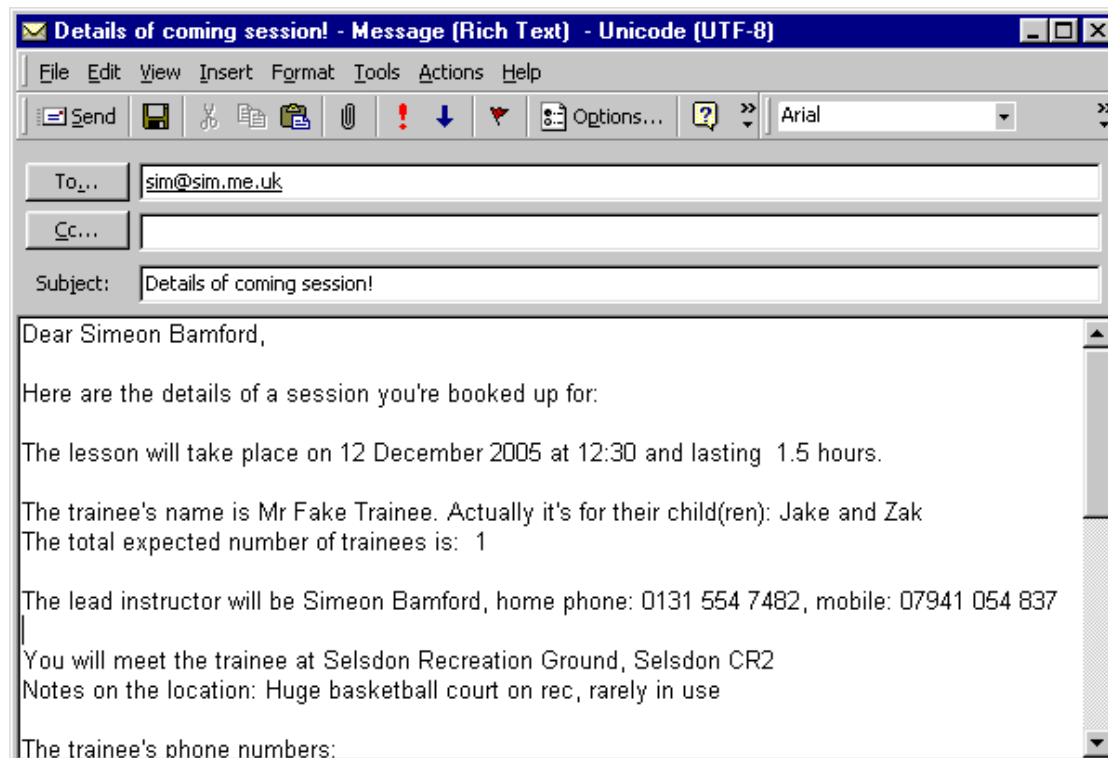 Details of coming session! - Message (Rich Text) - Unicode (UTF-8)
File Edit View Insert Format Tools Actions Help
Send Options... Arial
To... sim@sim.me.uk
Cc...
Subject: Details of coming session!
Dear Simeon Bamford,
Here are the details of a session you're booked up for:
The lesson will take place on 12 December 2005 at 12:30 and lasting  1.5 hours.
The trainee's name is Mr Fake Trainee. Actually it's for their child(ren): Jake and Zak
The total expected number of trainees is:  1
The lead instructor will be Simeon Bamford, home phone: 0131 554 7482, mobile: 07941 054 837
You will meet the trainee at Selsdon Recreation Ground, Selsdon CR2
Notes on the location: Huge basketball court on rec, rarely in use
The trainee's phone numbers: